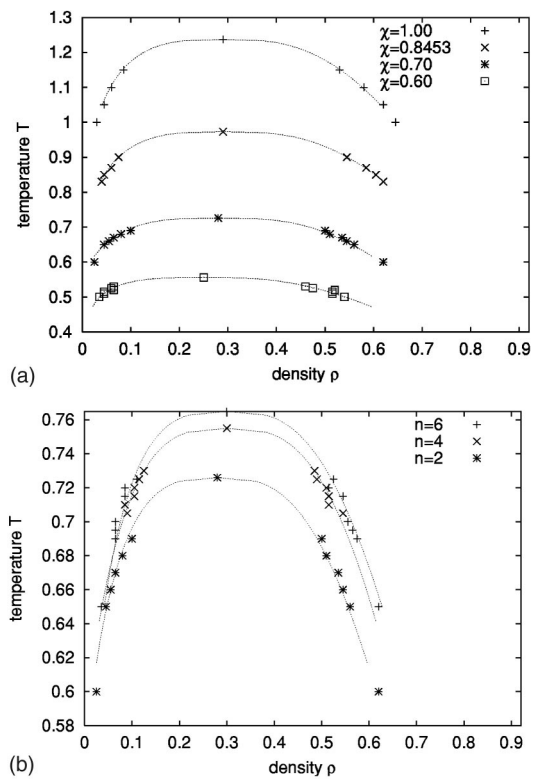 1.3
1.2
1.1
1
0.9
0.8
0.7
0.6
0.5
0.4
temperature T
χ=1.00
χ=0.8453
χ=0.70
χ=0.60
0 0.1 0.2 0.3 0.4 0.5 0.6 0.7 0.8 0.9
density ρ
(a)
0.76
0.74
0.72
0.7
0.68
0.66
0.64
0.62
0.6
0.58
temperature T
n=6
n=4
n=2
0 0.1 0.2 0.3 0.4 0.5 0.6 0.7 0.8 0.9
density ρ
(b)